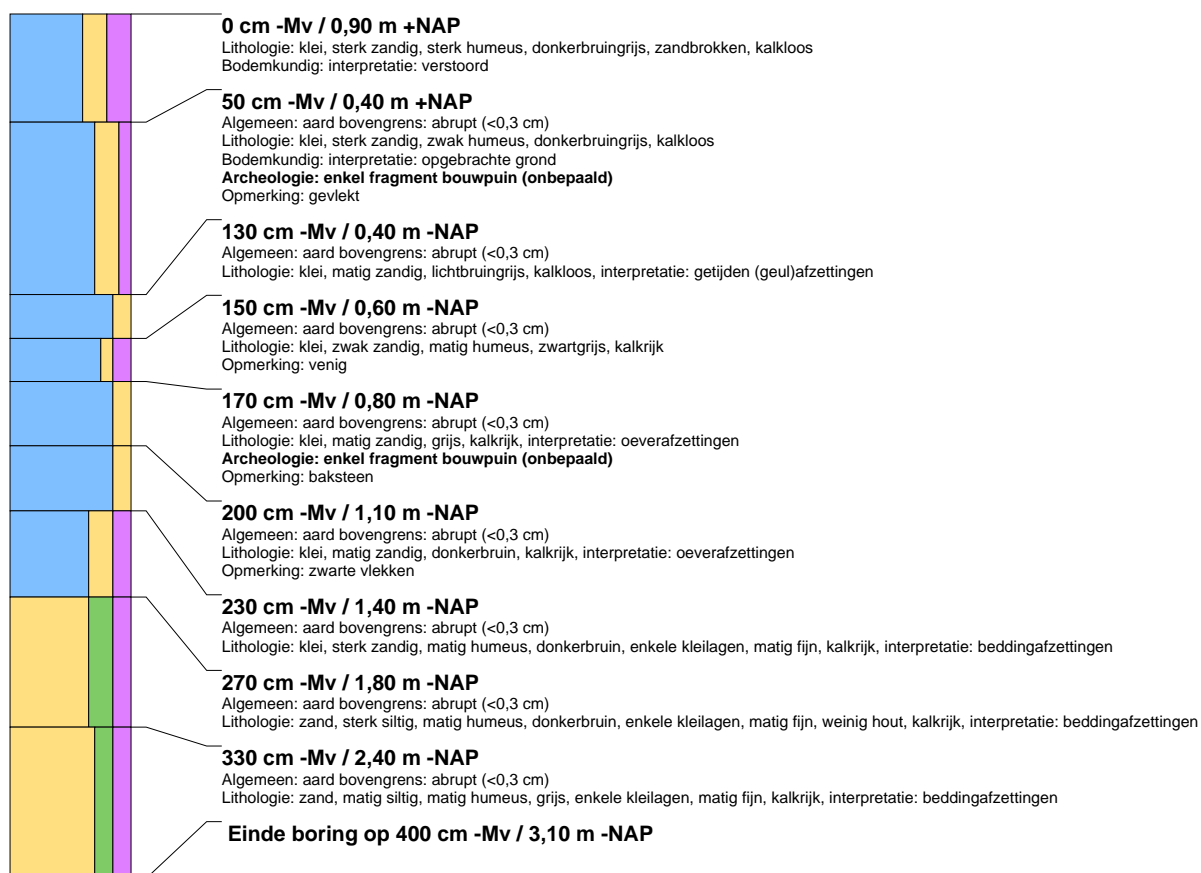 0 cm -Mv / 0,90 m +NAP
Lithologie: klei, sterk zandig, sterk humeus, donkerbruingrijs, zandbrokken, kalkloos
Bodemkundig: interpretatie: verstoord
50 cm -Mv / 0,40 m +NAP
Algemeen: aard bovengrens: abrupt (<0,3 cm)
Lithologie: klei, sterk zandig, zwak humeus, donkerbruingrijs, kalkloos
Bodemkundig: interpretatie: opgebrachte grond
Archeologie: enkel fragment bouwpuin (onbepaald)
Opmerking: gevlekt
130 cm -Mv / 0,40 m -NAP
Algemeen: aard bovengrens: abrupt (<0,3 cm)
Lithologie: klei, matig zandig, lichtbruingrijs, kalkloos, interpretatie: getijden (geul)afzettingen
150 cm -Mv / 0,60 m -NAP
Algemeen: aard bovengrens: abrupt (<0,3 cm)
Lithologie: klei, zwak zandig, matig humeus, zwartgrijs, kalkrijk
Opmerking: venig
170 cm -Mv / 0,80 m -NAP
Algemeen: aard bovengrens: abrupt (<0,3 cm)
Lithologie: klei, matig zandig, grijs, kalkrijk, interpretatie: oeverafzettingen
Archeologie: enkel fragment bouwpuin (onbepaald)
Opmerking: baksteen
200 cm -Mv / 1,10 m -NAP
Algemeen: aard bovengrens: abrupt (<0,3 cm)
Lithologie: klei, matig zandig, donkerbruin, kalkrijk, interpretatie: oeverafzettingen
Opmerking: zwarte vlekken
230 cm -Mv / 1,40 m -NAP
Algemeen: aard bovengrens: abrupt (<0,3 cm)
Lithologie: klei, sterk zandig, matig humeus, donkerbruin, enkele kleilagen, matig fijn, kalkrijk, interpretatie: beddingafzettingen
270 cm -Mv / 1,80 m -NAP
Algemeen: aard bovengrens: abrupt (<0,3 cm)
Lithologie: zand, sterk siltig, matig humeus, donkerbruin, enkele kleilagen, matig fijn, weinig hout, kalkrijk, interpretatie: beddingafzettingen
330 cm -Mv / 2,40 m -NAP
Algemeen: aard bovengrens: abrupt (<0,3 cm)
Lithologie: zand, matig siltig, matig humeus, grijs, enkele kleilagen, matig fijn, kalkrijk, interpretatie: beddingafzettingen
Einde boring op 400 cm -Mv / 3,10 m -NAP